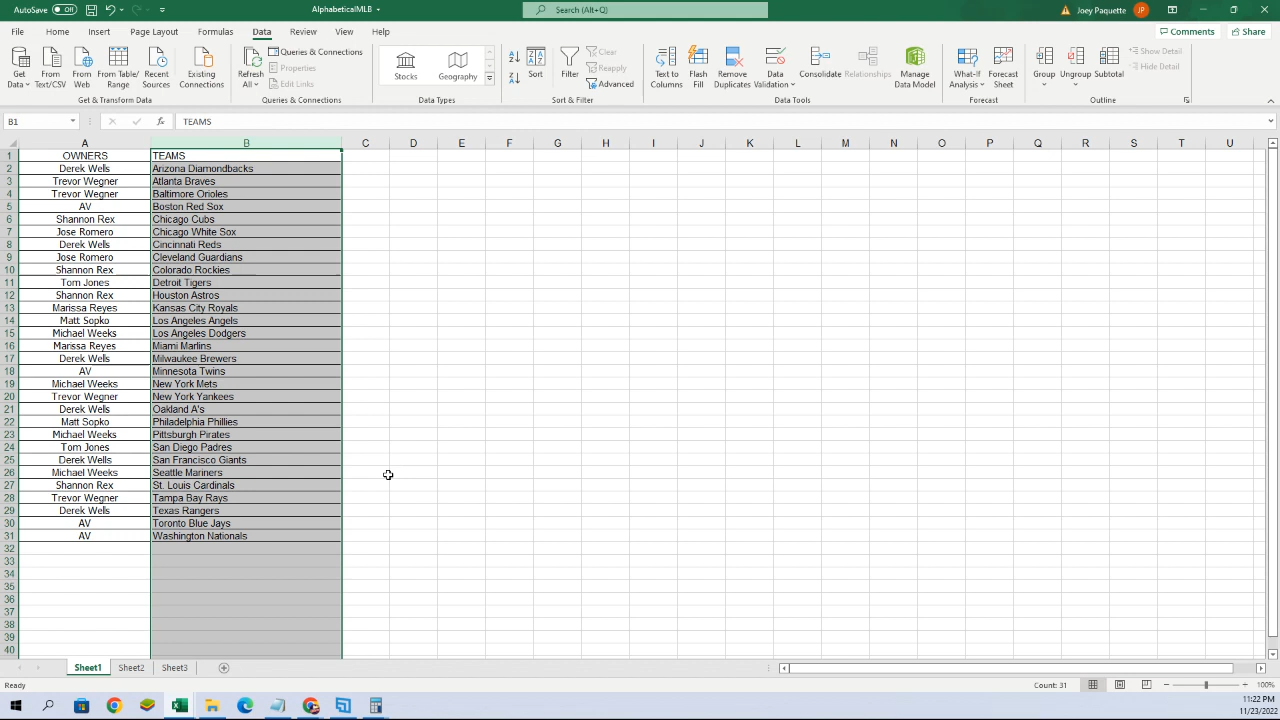 AutoSave Off AlphabeticalMLB Search (Alt+Q) Joey Paquette JP
File Home Insert Page Layout Formulas Data Review View Help Comments Share
Get Data From Text/CSV From Web From Table/ Range Recent Sources Existing Connections
Get & Transform Data
Refresh All Queries & Connections Properties Edit Links
Queries & Connections
Stocks Geography
Data Types
Sort Filter Clear Reapply Advanced
Sort & Filter
Text to Columns Flash Fill Remove Duplicates Data Validation Consolidate Relationships Manage Data Model
Data Tools
What-If Analysis Forecast Sheet
Forecast
Group Ungroup Subtotal Show Detail Hide Detail
Outline
B1 fx TEAMS
A B C D E F G H I J K L M N O P Q R S T U
1 OWNERS TEAMS
2 Derek Wells Arizona Diamondbacks
3 Trevor Wegner Atlanta Braves
4 Trevor Wegner Baltimore Orioles
5 AV Boston Red Sox
6 Shannon Rex Chicago Cubs
7 Jose Romero Chicago White Sox
8 Derek Wells Cincinnati Reds
9 Jose Romero Cleveland Guardians
10 Shannon Rex Colorado Rockies
11 Tom Jones Detroit Tigers
12 Shannon Rex Houston Astros
13 Marissa Reyes Kansas City Royals
14 Matt Sopko Los Angeles Angels
15 Michael Weeks Los Angeles Dodgers
16 Marissa Reyes Miami Marlins
17 Derek Wells Milwaukee Brewers
18 AV Minnesota Twins
19 Michael Weeks New York Mets
20 Trevor Wegner New York Yankees
21 Derek Wells Oakland A's
22 Matt Sopko Philadelphia Phillies
23 Michael Weeks Pittsburgh Pirates
24 Tom Jones San Diego Padres
25 Derek Wells San Francisco Giants
26 Michael Weeks Seattle Mariners
27 Shannon Rex St. Louis Cardinals
28 Trevor Wegner Tampa Bay Rays
29 Derek Wells Texas Rangers
30 AV Toronto Blue Jays
31 AV Washington Nationals
32
33
34
35
36
37
38
39
40
Sheet1 Sheet2 Sheet3
Ready Count: 31 100%
11:22 PM
11/23/2022